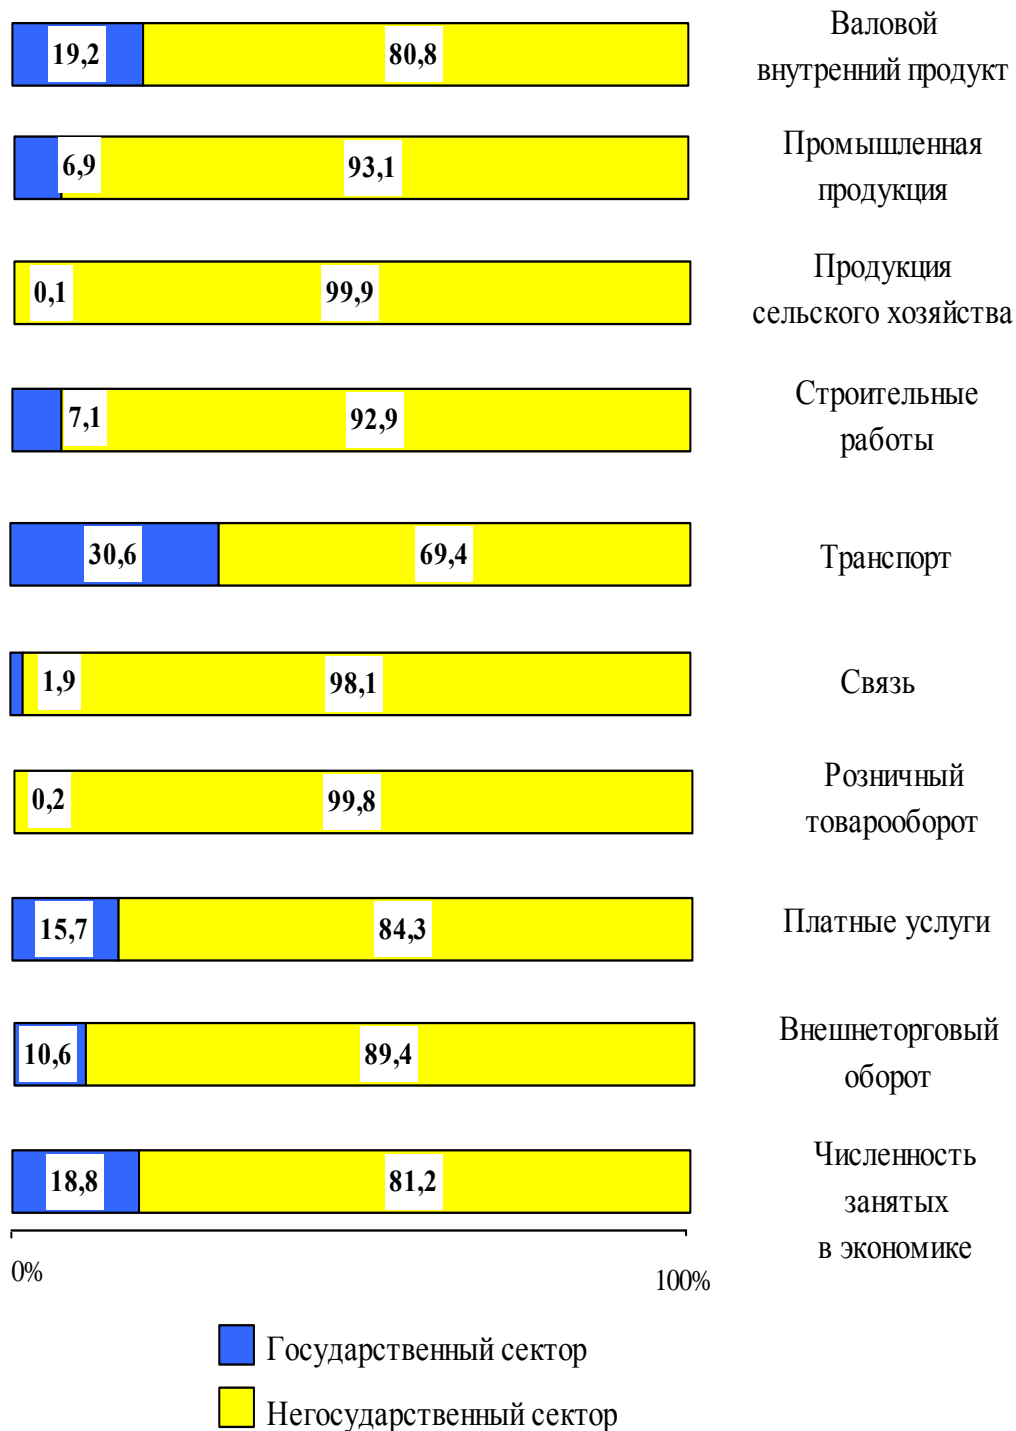 19,2 80,8 Валовой
внутренний продукт
6,9 93,1 Промышленная
продукция
0,1 99,9 Продукция
сельского хозяйства
7,1 92,9 Строительные
работы
30,6 69,4 Транспорт
1,9 98,1 Связь
0,2 99,8 Розничный
товарооборот
15,7 84,3 Платные услуги
10,6 89,4 Внешнеторговый
оборот
18,8 81,2 Численность
занятых
в экономике
0% 100%
Государственный сектор
Негосударственный сектор